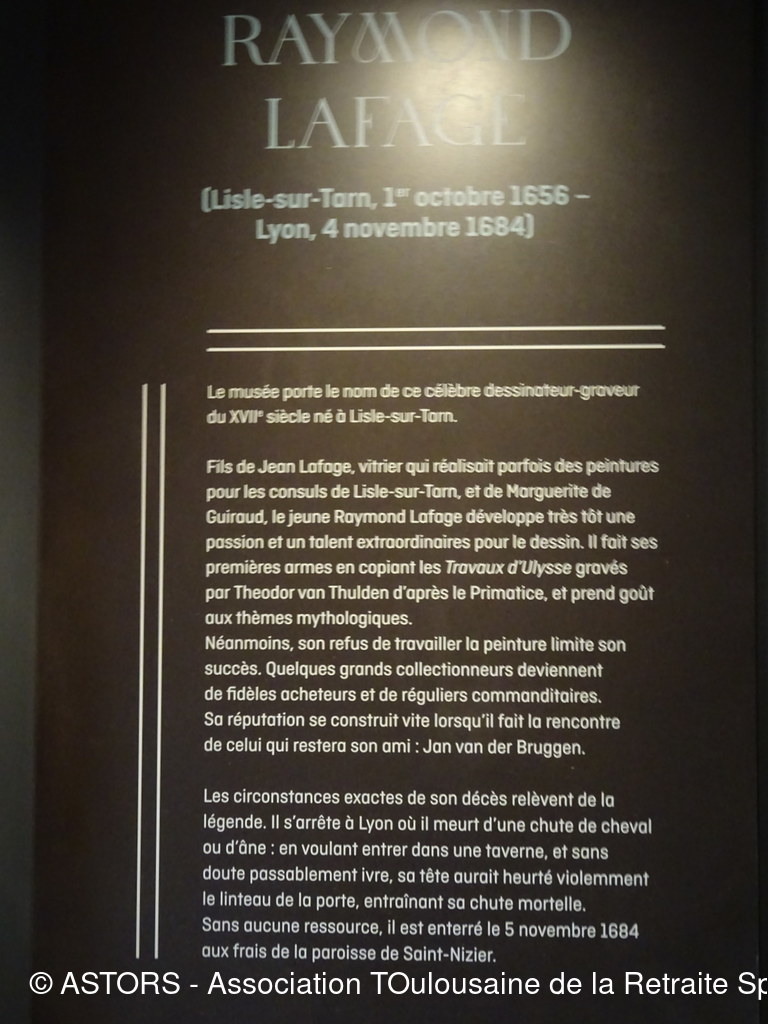 RAYMOND
LAFAGE
(Lisle-sur-Tarn, 1er octobre 1656 –
Lyon, 4 novembre 1684)
Le musée porte le nom de ce célèbre dessinateur-graveur
du XVIIe siècle né à Lisle-sur-Tarn.
Fils de Jean Lafage, vitrier qui réalisait parfois des peintures
pour les consuls de Lisle-sur-Tarn, et de Marguerite de
Guiraud, le jeune Raymond Lafage développe très tôt une
passion et un talent extraordinaires pour le dessin. Il fait ses
premières armes en copiant les Travaux d'Ulysse gravés
par Theodor van Thulden d'après le Primatice, et prend goût
aux thèmes mythologiques.
Néanmoins, son refus de travailler la peinture limite son
succès. Quelques grands collectionneurs deviennent
de fidèles acheteurs et de réguliers commanditaires.
Sa réputation se construit vite lorsqu'il fait la rencontre
de celui qui restera son ami : Jan van der Bruggen.
Les circonstances exactes de son décès relèvent de la
légende. Il s'arrête à Lyon où il meurt d'une chute de cheval
ou d'âne : en voulant entrer dans une taverne, et sans
doute passablement ivre, sa tête aurait heurté violemment
le linteau de la porte, entraînant sa chute mortelle.
Sans aucune ressource, il est enterré le 5 novembre 1684
aux frais de la paroisse de Saint-Nizier.
© ASTORS - Association TOulousaine de la Retraite Sp